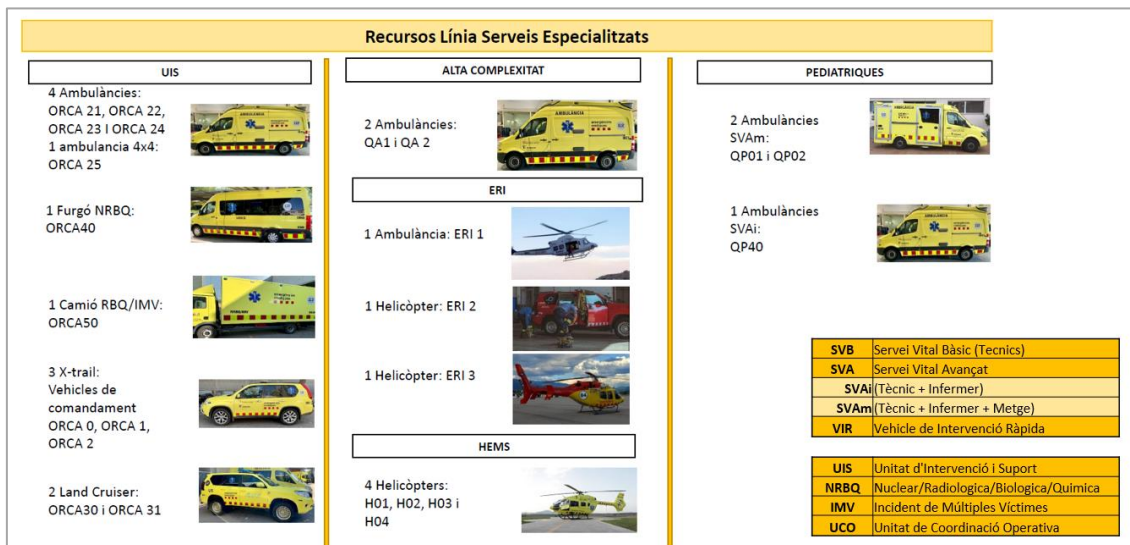 Recursos Línia Serveis Especialitzats
UIS
4 Ambulàncies:
ORCA 21, ORCA 22,
ORCA 23 I ORCA 24
1 ambulancia 4x4:
ORCA 25
1 Furgó NRBQ:
ORCA40
1 Camió RBQ/IMV:
ORCA50
3 X-trail:
Vehicles de
comandament
ORCA 0, ORCA 1,
ORCA 2
2 Land Cruiser:
ORCA30 i ORCA 31
ALTA COMPLEXITAT
2 Ambulàncies:
QA1 i QA 2
ERI
1 Ambulància: ERI 1
1 Helicòpter: ERI 2
1 Helicòpter: ERI 3
HEMS
4 Helicòpters:
H01, H02, H03 i
H04
PEDIATRIQUES
2 Ambulàncies
SVAm:
QP01 i QP02
1 Ambulàncies
SVAi:
QP40
SVB Servei Vital Bàsic (Tecnics)
SVA Servei Vital Avançat
SVAi (Tècnic + Infermer)
SVAm (Tècnic + Infermer + Metge)
VIR Vehicle de Intervenció Ràpida
UIS Unitat d'Intervenció i Suport
NRBQ Nuclear/Radiologica/Biologica/Quimica
IMV Incident de Múltiples Víctimes
UCO Unitat de Coordinació Operativa